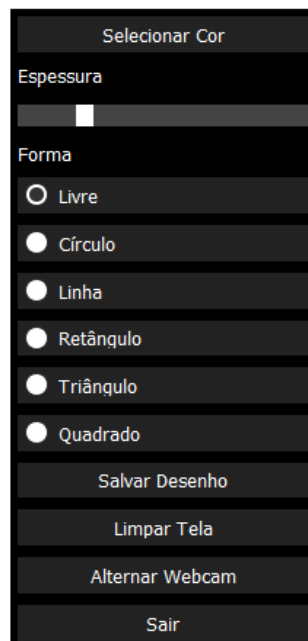 Selecionar Cor
Espessura
Forma
Livre
Círculo
Linha
Retângulo
Triângulo
Quadrado
Salvar Desenho
Limpar Tela
Alternar Webcam
Sair